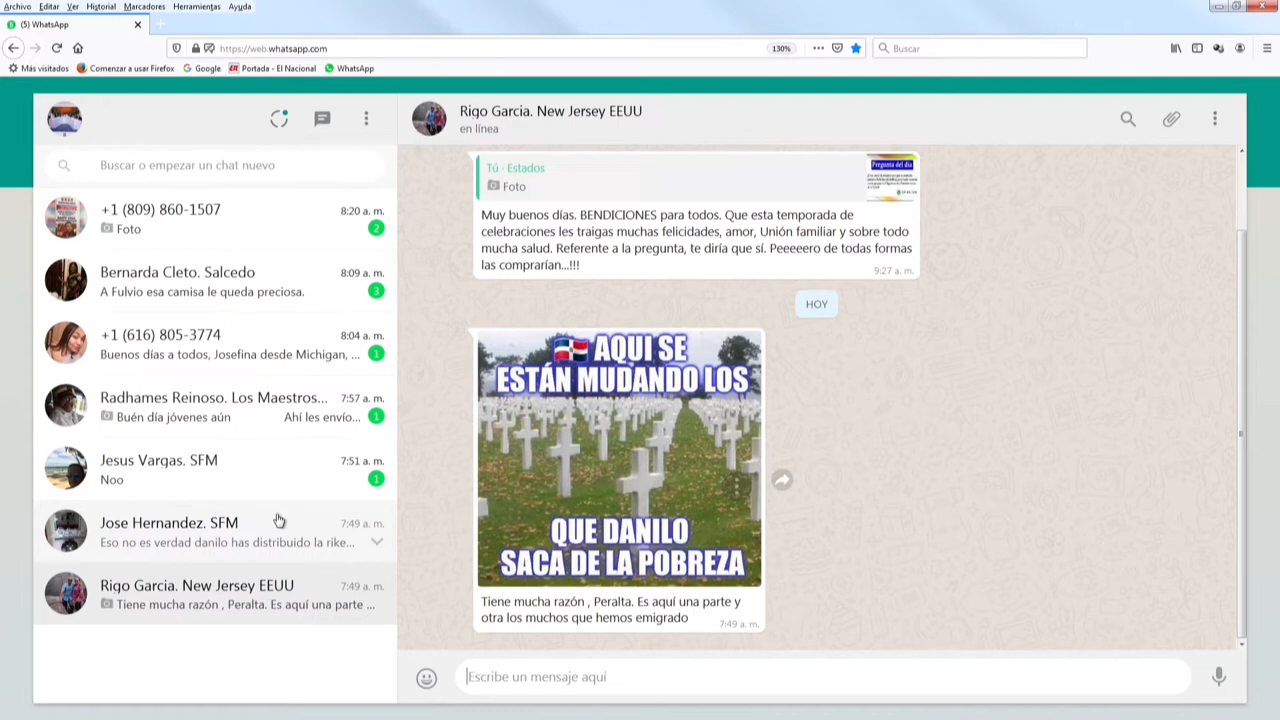 Archivo Editar Ver Historial Marcadores Herramientas Ayuda
(5) WhatsApp
https://web.whatsapp.com
130%
Buscar
Más visitados Comenzar a usar Firefox Google Portada - El Nacional WhatsApp
Buscar o empezar un chat nuevo
+1 (809) 860-1507 8:20 a. m.
Foto 2
Bernarda Cleto. Salcedo 8:09 a. m.
A Fulvio esa camisa le queda preciosa. 3
+1 (616) 805-3774 8:04 a. m.
Buenos días a todos, Josefina desde Michigan, ... 1
Radhames Reinoso. Los Maestros... 7:57 a. m.
Buén día jóvenes aún Ahí les envío... 1
Jesus Vargas. SFM 7:51 a. m.
Noo 1
Jose Hernandez. SFM 7:49 a. m.
Eso no es verdad danilo has distribuido la rike...
Rigo Garcia. New Jersey EEUU 7:49 a. m.
Tiene mucha razón , Peralta. Es aquí una parte ...
Rigo Garcia. New Jersey EEUU
en línea
Tú · Estados
Foto
Pregunta del día
Muy buenos días. BENDICIONES para todos. Que esta temporada de
celebraciones les traigas muchas felicidades, amor, Unión familiar y sobre todo
mucha salud. Referente a la pregunta, te diría que sí. Peeeeero de todas formas
las comprarían...!!!
9:27 a. m.
HOY
AQUI SE
ESTÁN MUDANDO LOS
QUE DANILO
SACA DE LA POBREZA
Tiene mucha razón , Peralta. Es aquí una parte y
otra los muchos que hemos emigrado
7:49 a. m.
Escribe un mensaje aquí